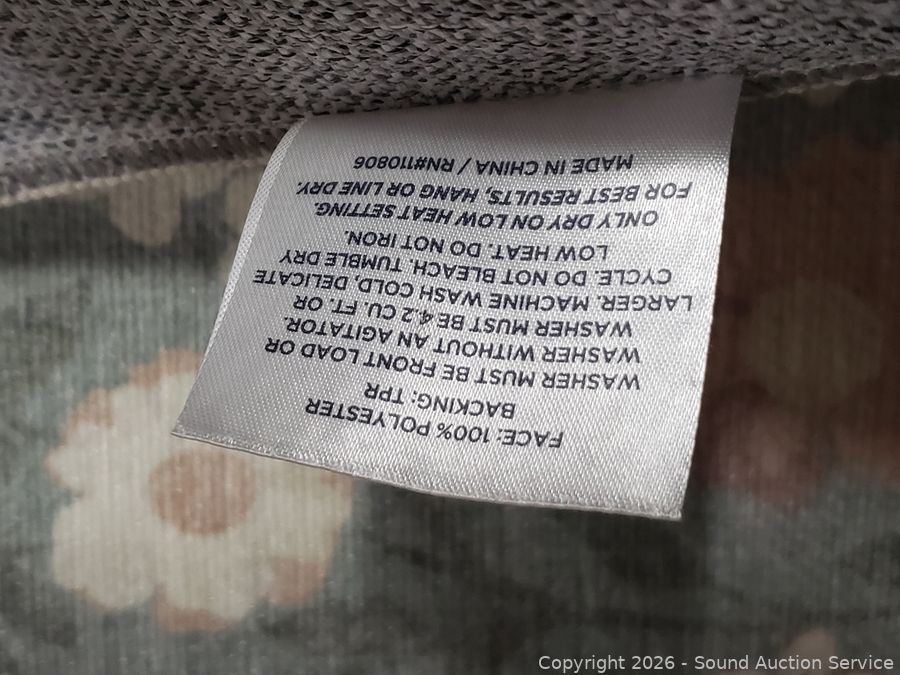 FACE: 100% POLYESTER
BACKING: TPR
WASHER MUST BE FRONT LOAD OR
WASHER WITHOUT AN AGITATOR.
WASHER MUST BE 4.2 CU. FT. OR
LARGER. MACHINE WASH COLD, DELICATE
CYCLE. DO NOT BLEACH. TUMBLE DRY
LOW HEAT. DO NOT IRON.
ONLY DRY ON LOW HEAT SETTING.
FOR BEST RESULTS, HANG OR LINE DRY.
MADE IN CHINA / RN#110806
Copyright 2026 - Sound Auction Service